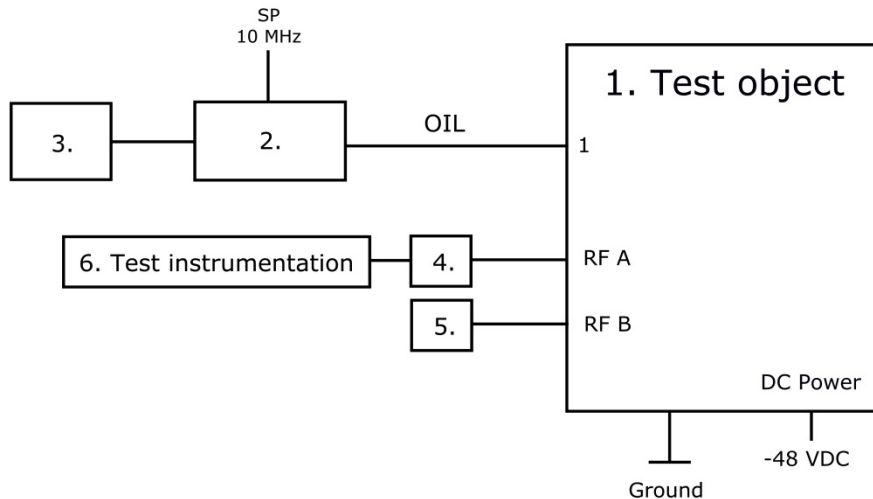 SP
10 MHz
1. Test object
3.
2.
OIL
1
6. Test instrumentation
4.
RF A
5.
RF B
DC Power
-48 VDC
Ground